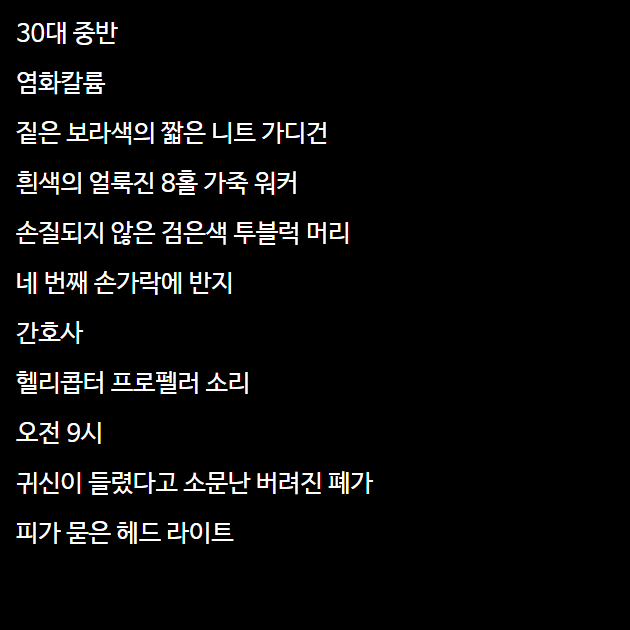 30대 중반
염화칼륨
짙은 보라색의 짧은 니트 가디건
흰색의 얼룩진 8홀 가죽 워커
손질되지 않은 검은색 투블럭 머리
네 번째 손가락에 반지
간호사
헬리콥터 프로펠러 소리
오전 9시
귀신이 들렸다고 소문난 버려진 폐가
피가 묻은 헤드 라이트